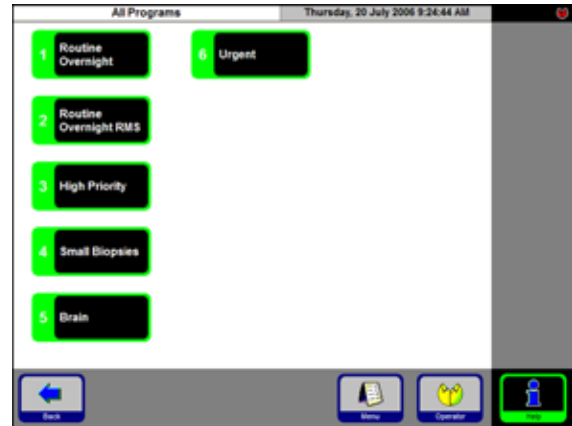 All Programs
Thursday, 20 July 2006 9:24:44 AM
1 Routine
Overnight
6 Urgent
2 Routine
Overnight RMS
3 High Priority
4 Small Biopsies
5 Brain
Back
Menu
Operator
Help